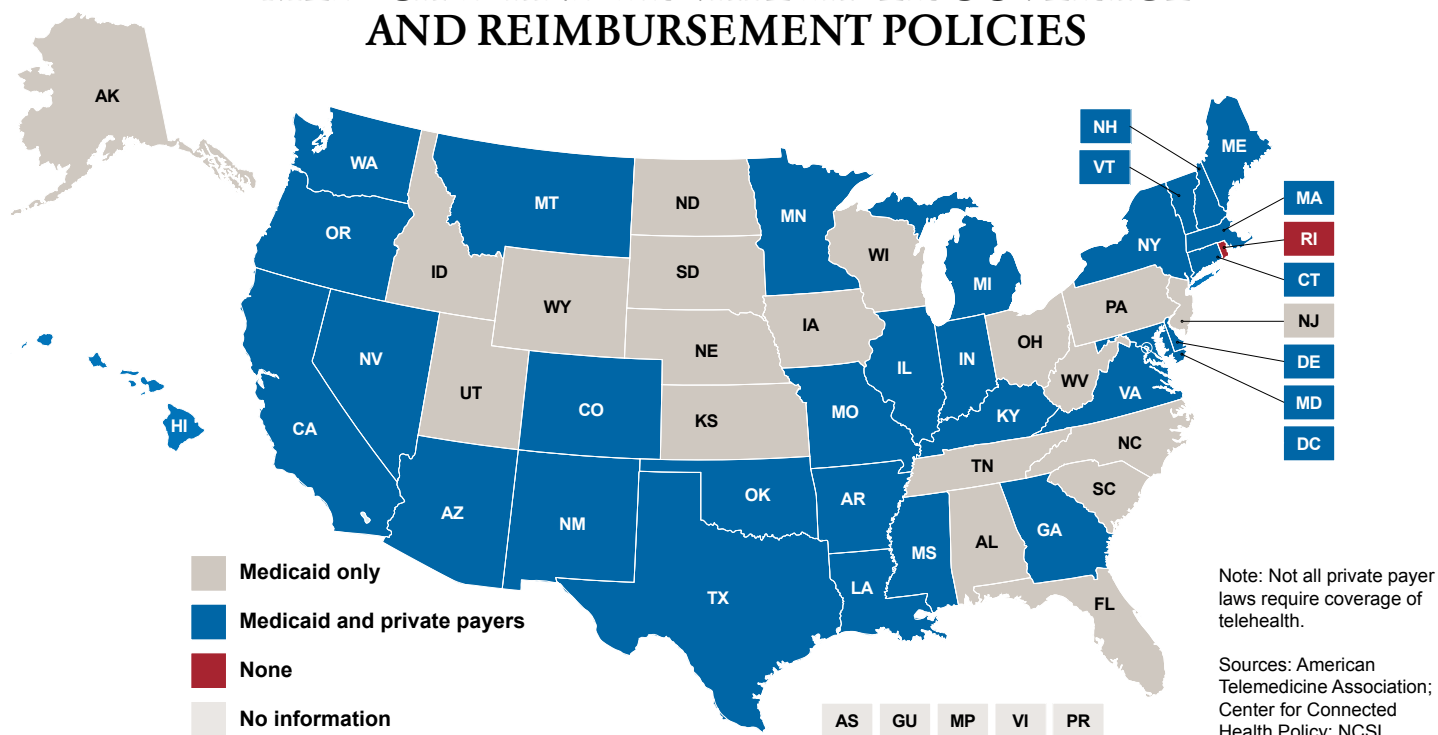 AND REIMBURSEMENT POLICIES
AK
WA
MT
ND
MN
NH
VT
ME
OR
ID
SD
WI
MI
NY
MA
RI
CT
WY
IA
PA
NJ
NV
NE
OH
DE
UT
IL
IN
WV
VA
MD
CO
KS
MO
KY
DC
HI
CA
TN
NC
AZ
NM
OK
AR
SC
MS
AL
GA
TX
LA
FL
Medicaid only
Medicaid and private payers
None
No information
AS GU MP VI PR
Note: Not all private payer
laws require coverage of
telehealth.
Sources: American
Telemedicine Association;
Center for Connected
Health Policy; NCSL